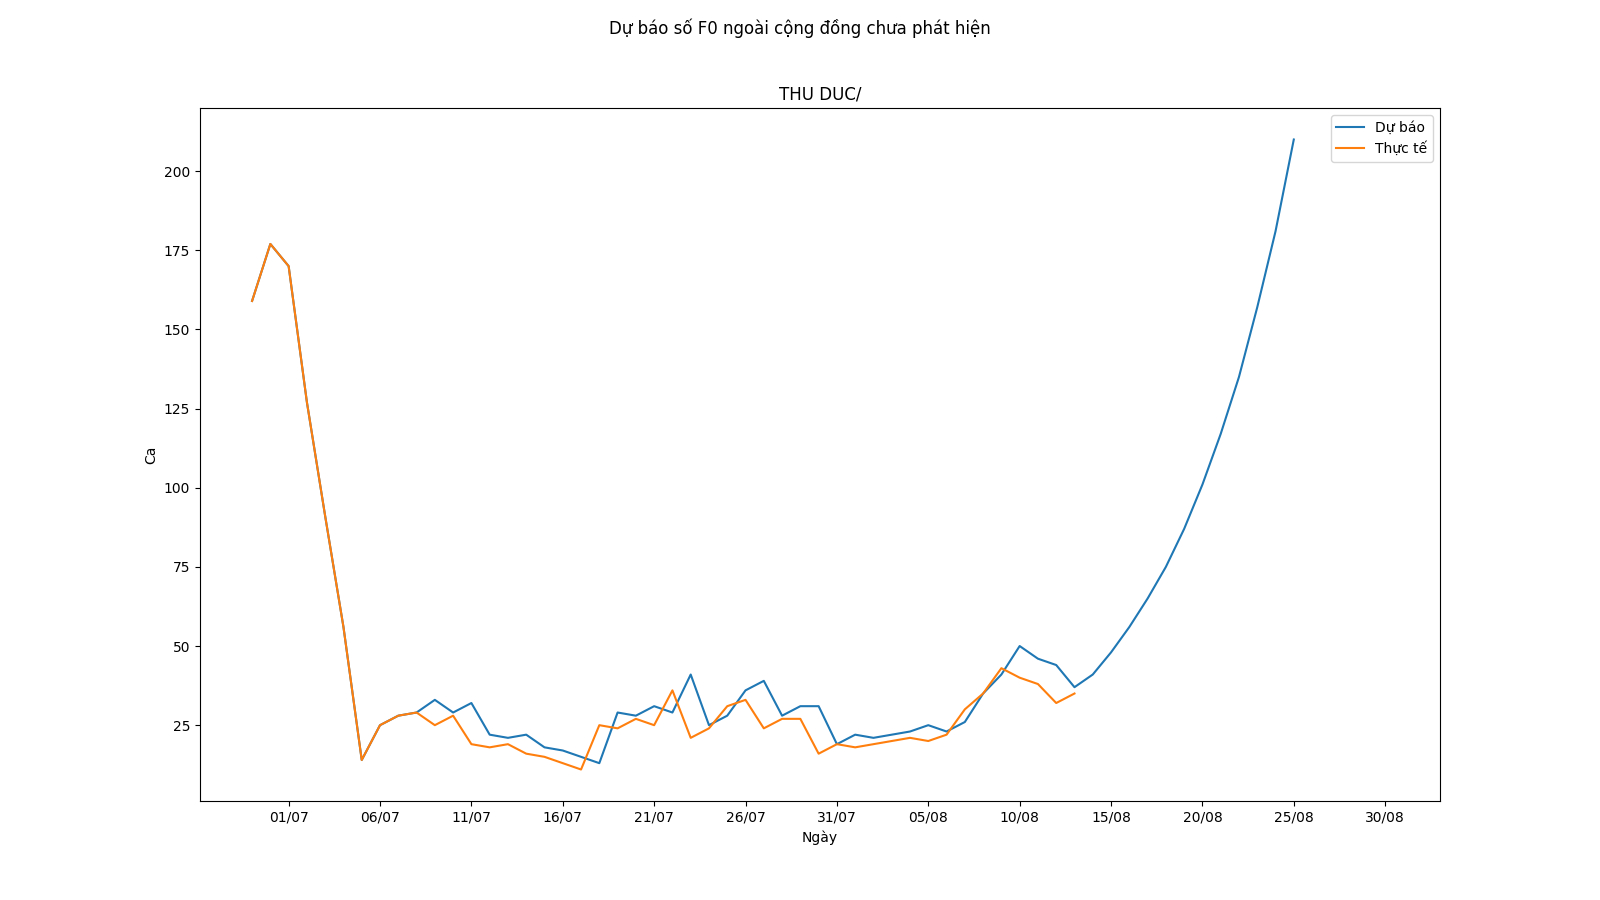 Dự báo số F0 ngoài cộng đồng chưa phát hiện
THU DUC/
Dự báo
Thực tế
200
175
150
125
100
75
50
25
Ca
01/07 06/07 11/07 16/07 21/07 26/07 31/07 05/08 10/08 15/08 20/08 25/08 30/08
Ngày